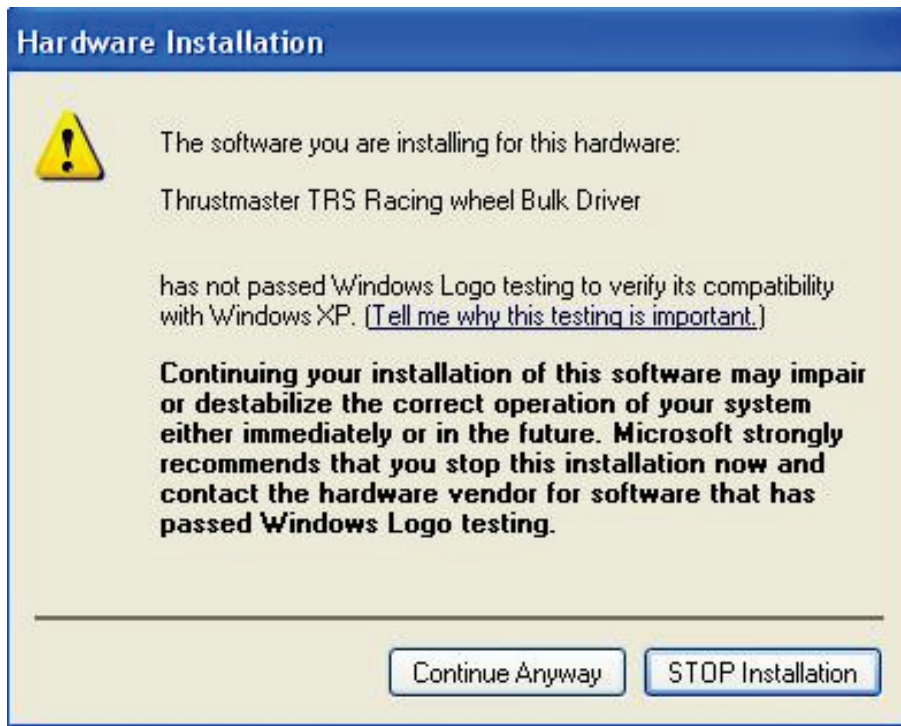 Hardware Installation
The software you are installing for this hardware:
Thrustmaster TRS Racing wheel Bulk Driver
has not passed Windows Logo testing to verify its compatibility
with Windows XP. (Tell me why this testing is important.)
Continuing your installation of this software may impair
or destabilize the correct operation of your system
either immediately or in the future. Microsoft strongly
recommends that you stop this installation now and
contact the hardware vendor for software that has
passed Windows Logo testing.
Continue Anyway
STOP Installation